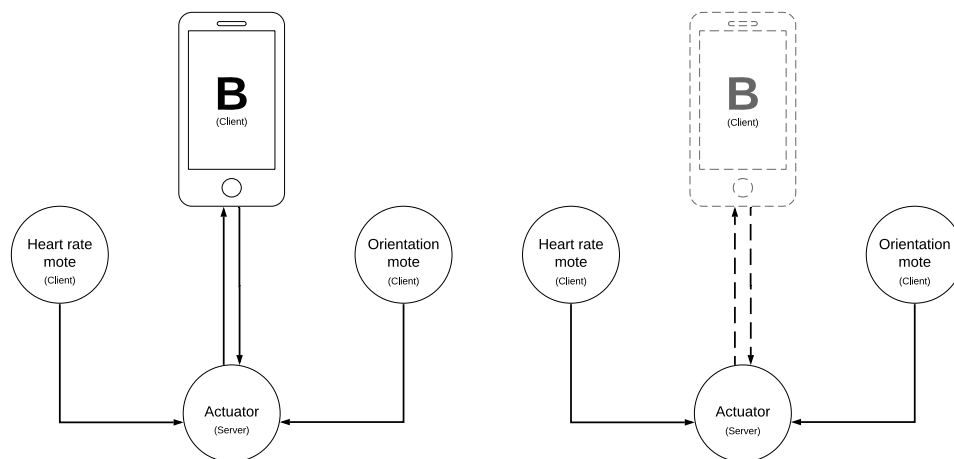 B
(Client)
Heart rate
mote
(Client)
Orientation
mote
(Client)
Actuator
(Server)
B
(Client)
Heart rate
mote
(Client)
Orientation
mote
(Client)
Actuator
(Server)